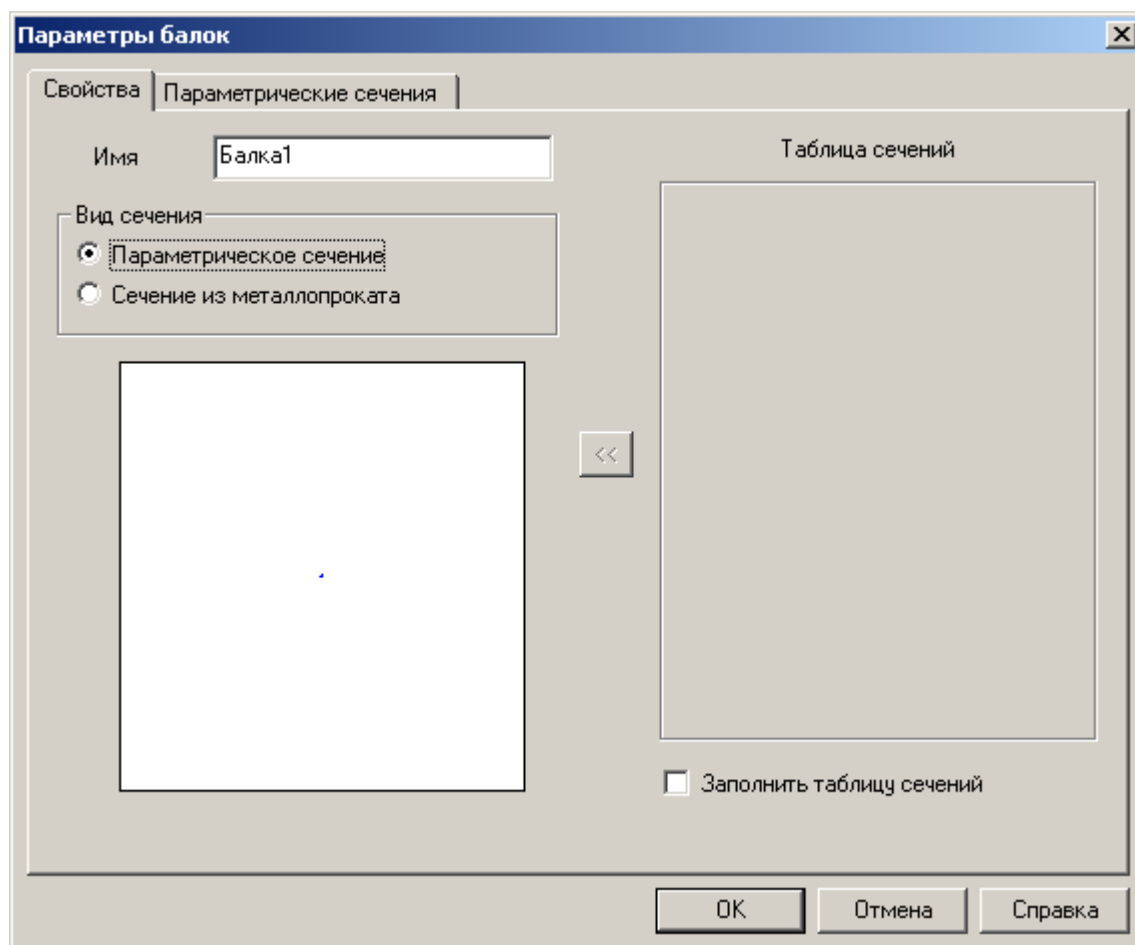 Параметры балок
Свойства
Параметрические сечения
Имя
Балка1
Таблица сечений
Вид сечения
Параметрическое сечение
Сечение из металлопроката
<<
Заполнить таблицу сечений
OK
Отмена
Справка